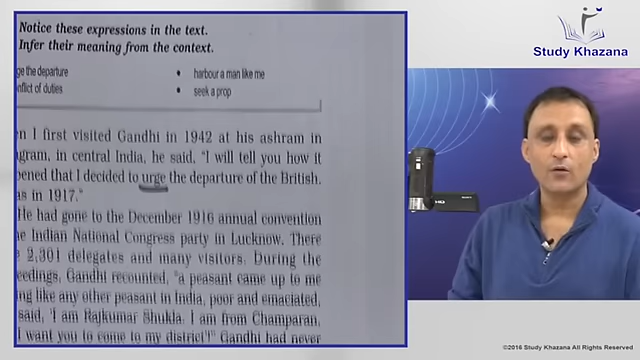 Notice these expressions in the text.
Infer their meaning from the context.
ge the departure
harbour a man like me
nflict of duties
seek a prop
n I first visited Gandhi in 1942 at his ashram in
gram, in central India, he said, "I will tell you how it
pened that I decided to urge the departure of the British.
as in 1917."
He had gone to the December 1916 annual convention
e Indian National Congress party in Lucknow. There
2,301 delegates and many visitors. During the
eedings, Gandhi recounted, "a peasant came up to me
ng like any other peasant in India, poor and emaciated,
said, 'I am Rajkumar Shukla. I am from Champaran,
I want you to come to my district'!" Gandhi had never
Study Khazana
HD
©2016 Study Khazana All Rights Reserved.